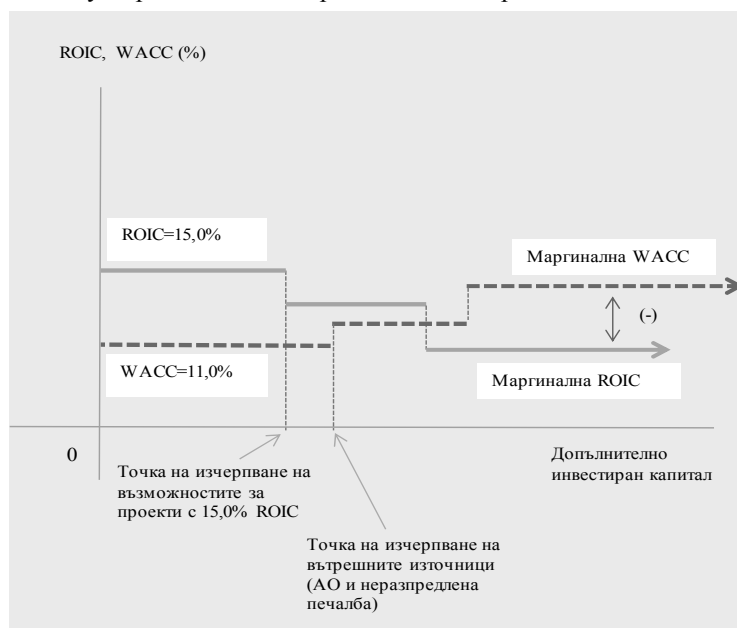 ROIC, WACC (%)
ROIC=15,0%
Маргинална WACC
(-)
WACC=11,0%
Маргинална ROIC
0
Допълнително
инвестиран капитал
Точка на изчерпване на
възможностите за
проекти с 15,0% ROIC
Точка на изчерпване на
вътрешните източници
(АО и неразпредлена
печалба)